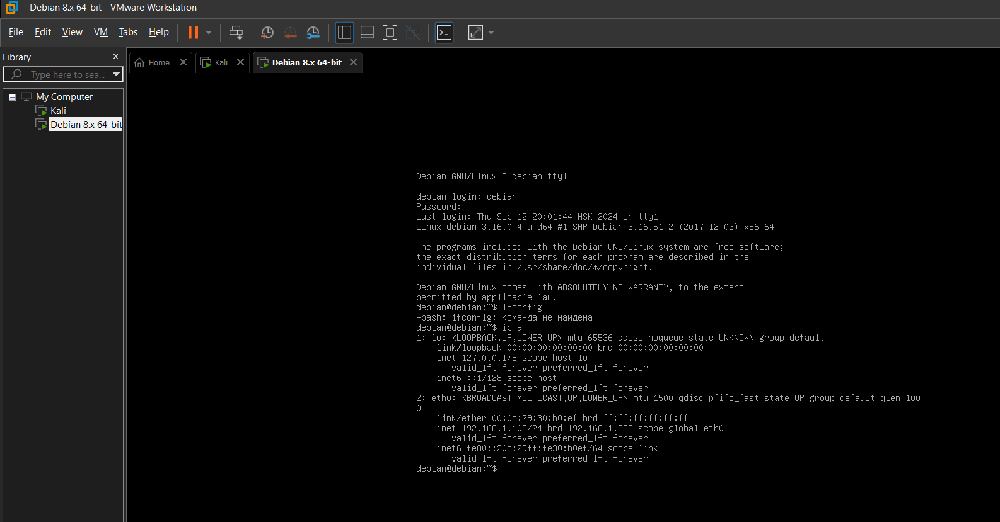 Debian 8.x 64-bit - VMware Workstation
File Edit View VM Tabs Help
Library
Type here to sea...
My Computer
Kali
Debian 8.x 64-bit
Home
Kali
Debian 8.x 64-bit
Debian GNU/Linux 8 debian tty1
debian login: debian
Password:
Last login: Thu Sep 12 20:01:44 MSK 2024 on tty1
Linux debian 3.16.0-4-amd64 #1 SMP Debian 3.16.51-2 (2017-12-03) x86_64
The programs included with the Debian GNU/Linux system are free software;
the exact distribution terms for each program are described in the
individual files in /usr/share/doc/*/copyright.
Debian GNU/Linux comes with ABSOLUTELY NO WARRANTY, to the extent
permitted by applicable law.
debian@debian:~$ ifconfig
-bash: ifconfig: команда не найдена
debian@debian:~$ ip a
1: lo: <LOOPBACK,UP,LOWER_UP> mtu 65536 qdisc noqueue state UNKNOWN group default
link/loopback 00:00:00:00:00:00 brd 00:00:00:00:00:00
inet 127.0.0.1/8 scope host lo
valid_lft forever preferred_lft forever
inet6 ::1/128 scope host
valid_lft forever preferred_lft forever
2: eth0: <BROADCAST,MULTICAST,UP,LOWER_UP> mtu 1500 qdisc pfifo_fast state UP group default qlen 100
0
link/ether 00:0c:29:30:b0:ef brd ff:ff:ff:ff:ff:ff
inet 192.168.1.108/24 brd 192.168.1.255 scope global eth0
valid_lft forever preferred_lft forever
inet6 fe80::20c:29ff:fe30:b0ef/64 scope link
valid_lft forever preferred_lft forever
debian@debian:~$